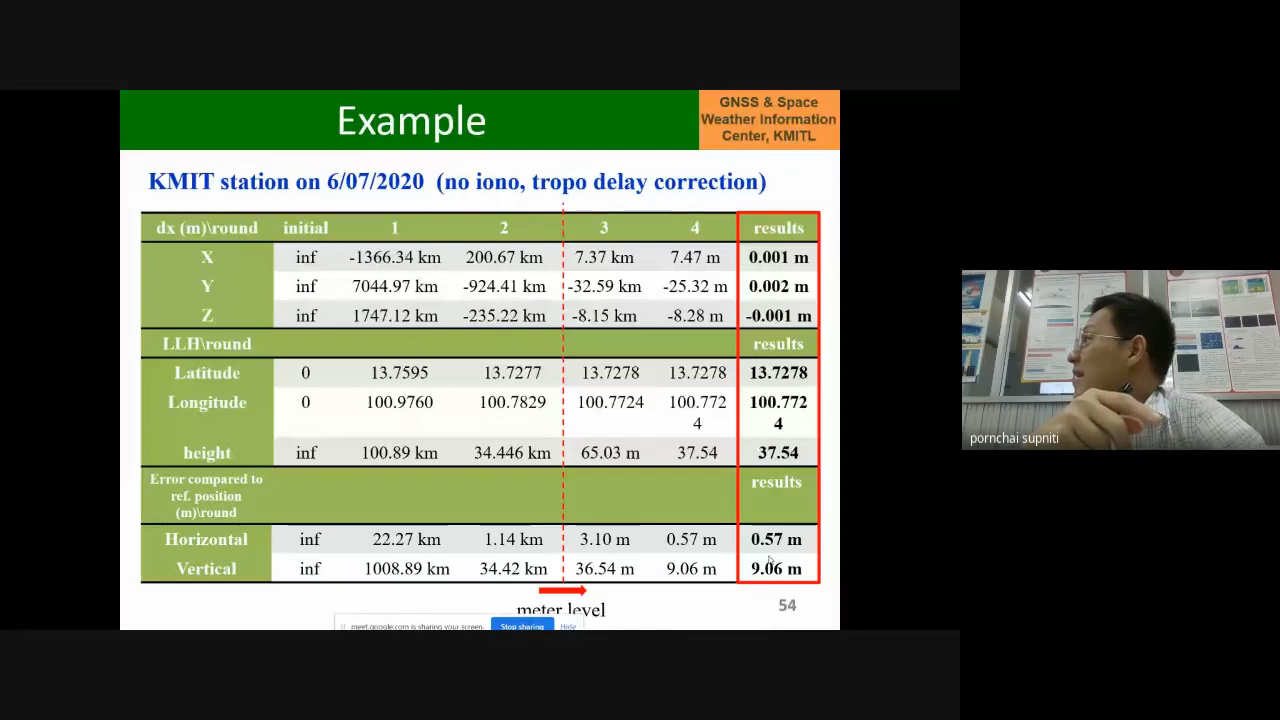 Example
GNSS & Space
Weather Information
Center, KMITL
KMIT station on 6/07/2020 (no iono, tropo delay correction)
dx (m)\round initial 1 2 3 4 results
X inf -1366.34 km 200.67 km 7.37 km 7.47 m 0.001 m
Y inf 7044.97 km -924.41 km -32.59 km -25.32 m 0.002 m
Z inf 1747.12 km -235.22 km -8.15 km -8.28 m -0.001 m
LLH\round results
Latitude 0 13.7595 13.7277 13.7278 13.7278 13.7278
Longitude 0 100.9760 100.7829 100.7724 100.772 100.772
4 4
height inf 100.89 km 34.446 km 65.03 m 37.54 37.54
Error compared to results
ref. position
(m)\round
Horizontal inf 22.27 km 1.14 km 3.10 m 0.57 m 0.57 m
Vertical inf 1008.89 km 34.42 km 36.54 m 9.06 m 9.06 m
meter level
54
meet.google.com is sharing your screen. Stop sharing Hide
pornchai supniti